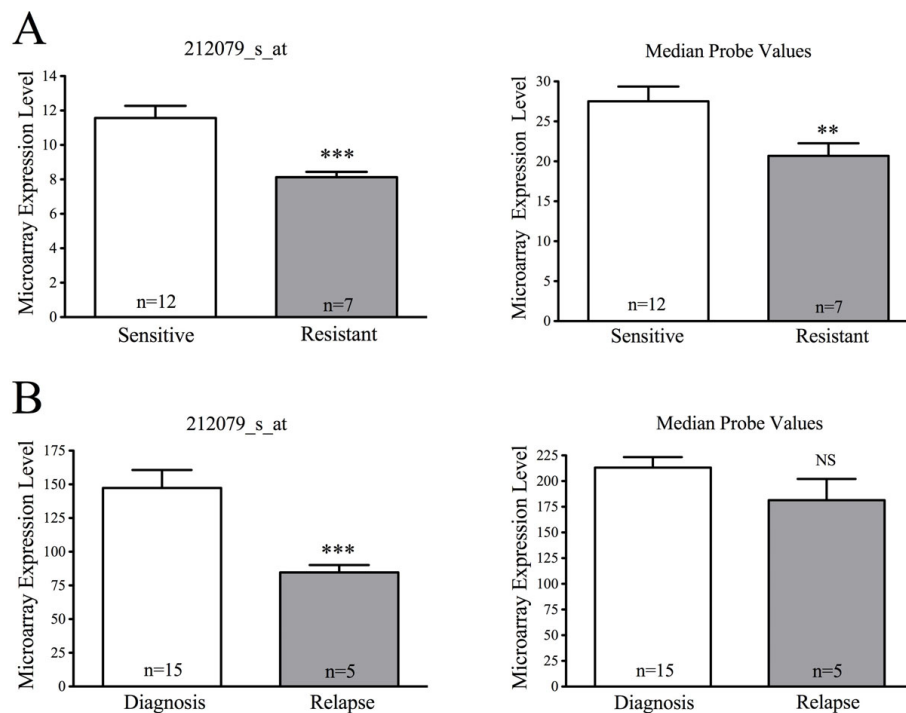 A
212079_s_at
Microarray Expression Level
14
12
10
8
6
4
2
0
***
n=12
n=7
Sensitive
Resistant
Median Probe Values
Microarray Expression Level
30
25
20
15
10
5
0
**
n=12
n=7
Sensitive
Resistant
B
212079_s_at
Microarray Expression Level
175
150
125
100
75
50
25
0
***
n=15
n=5
Diagnosis
Relapse
Median Probe Values
Microarray Expression Level
225
200
175
150
125
100
75
50
25
0
NS
n=15
n=5
Diagnosis
Relapse